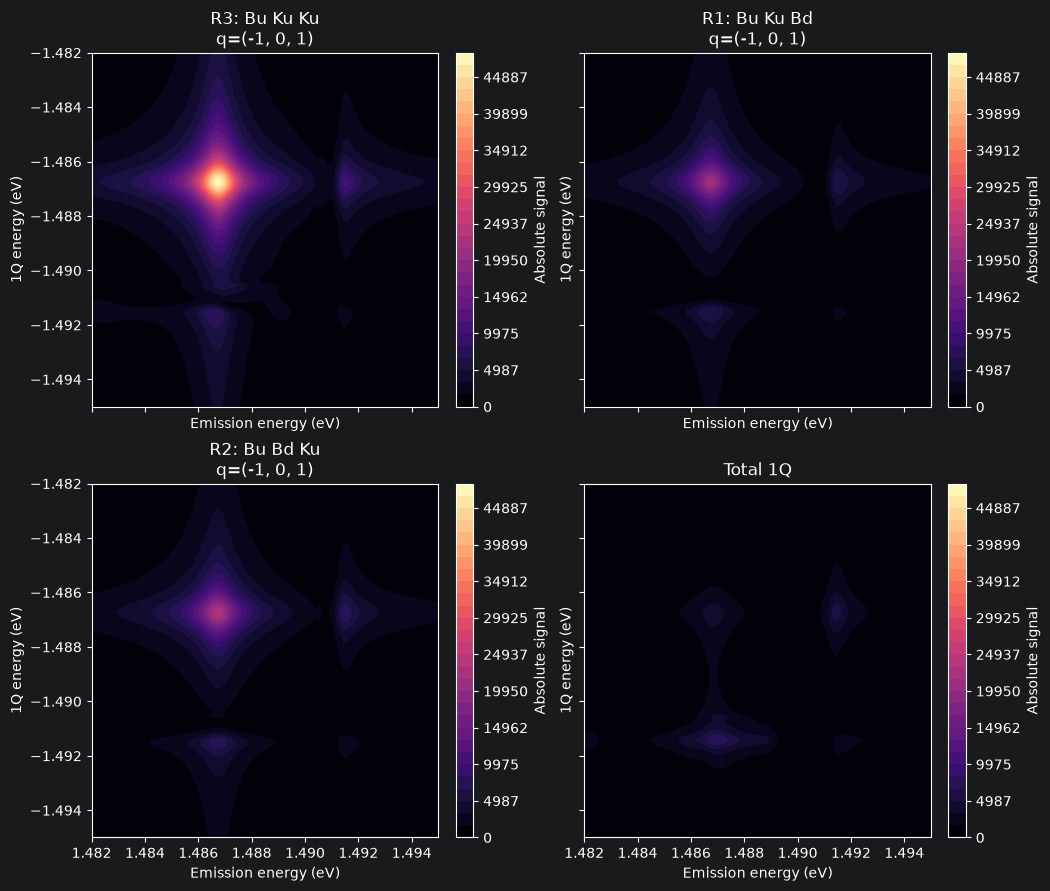 R3: Bu Ku Ku
q=(-1, 0, 1)
−1.482
−1.484
−1.486
−1.488
−1.490
−1.492
−1.494
1Q energy (eV)
Emission energy (eV)
44887
39899
34912
29925
24937
19950
14962
9975
4987
0
Absolute signal
R1: Bu Ku Bd
q=(-1, 0, 1)
1Q energy (eV)
Emission energy (eV)
44887
39899
34912
29925
24937
19950
14962
9975
4987
0
Absolute signal
R2: Bu Bd Ku
q=(-1, 0, 1)
−1.482
−1.484
−1.486
−1.488
−1.490
−1.492
−1.494
1Q energy (eV)
1.482 1.484 1.486 1.488 1.490 1.492 1.494
Emission energy (eV)
44887
39899
34912
29925
24937
19950
14962
9975
4987
0
Absolute signal
Total 1Q
1Q energy (eV)
1.482 1.484 1.486 1.488 1.490 1.492 1.494
Emission energy (eV)
44887
39899
34912
29925
24937
19950
14962
9975
4987
0
Absolute signal